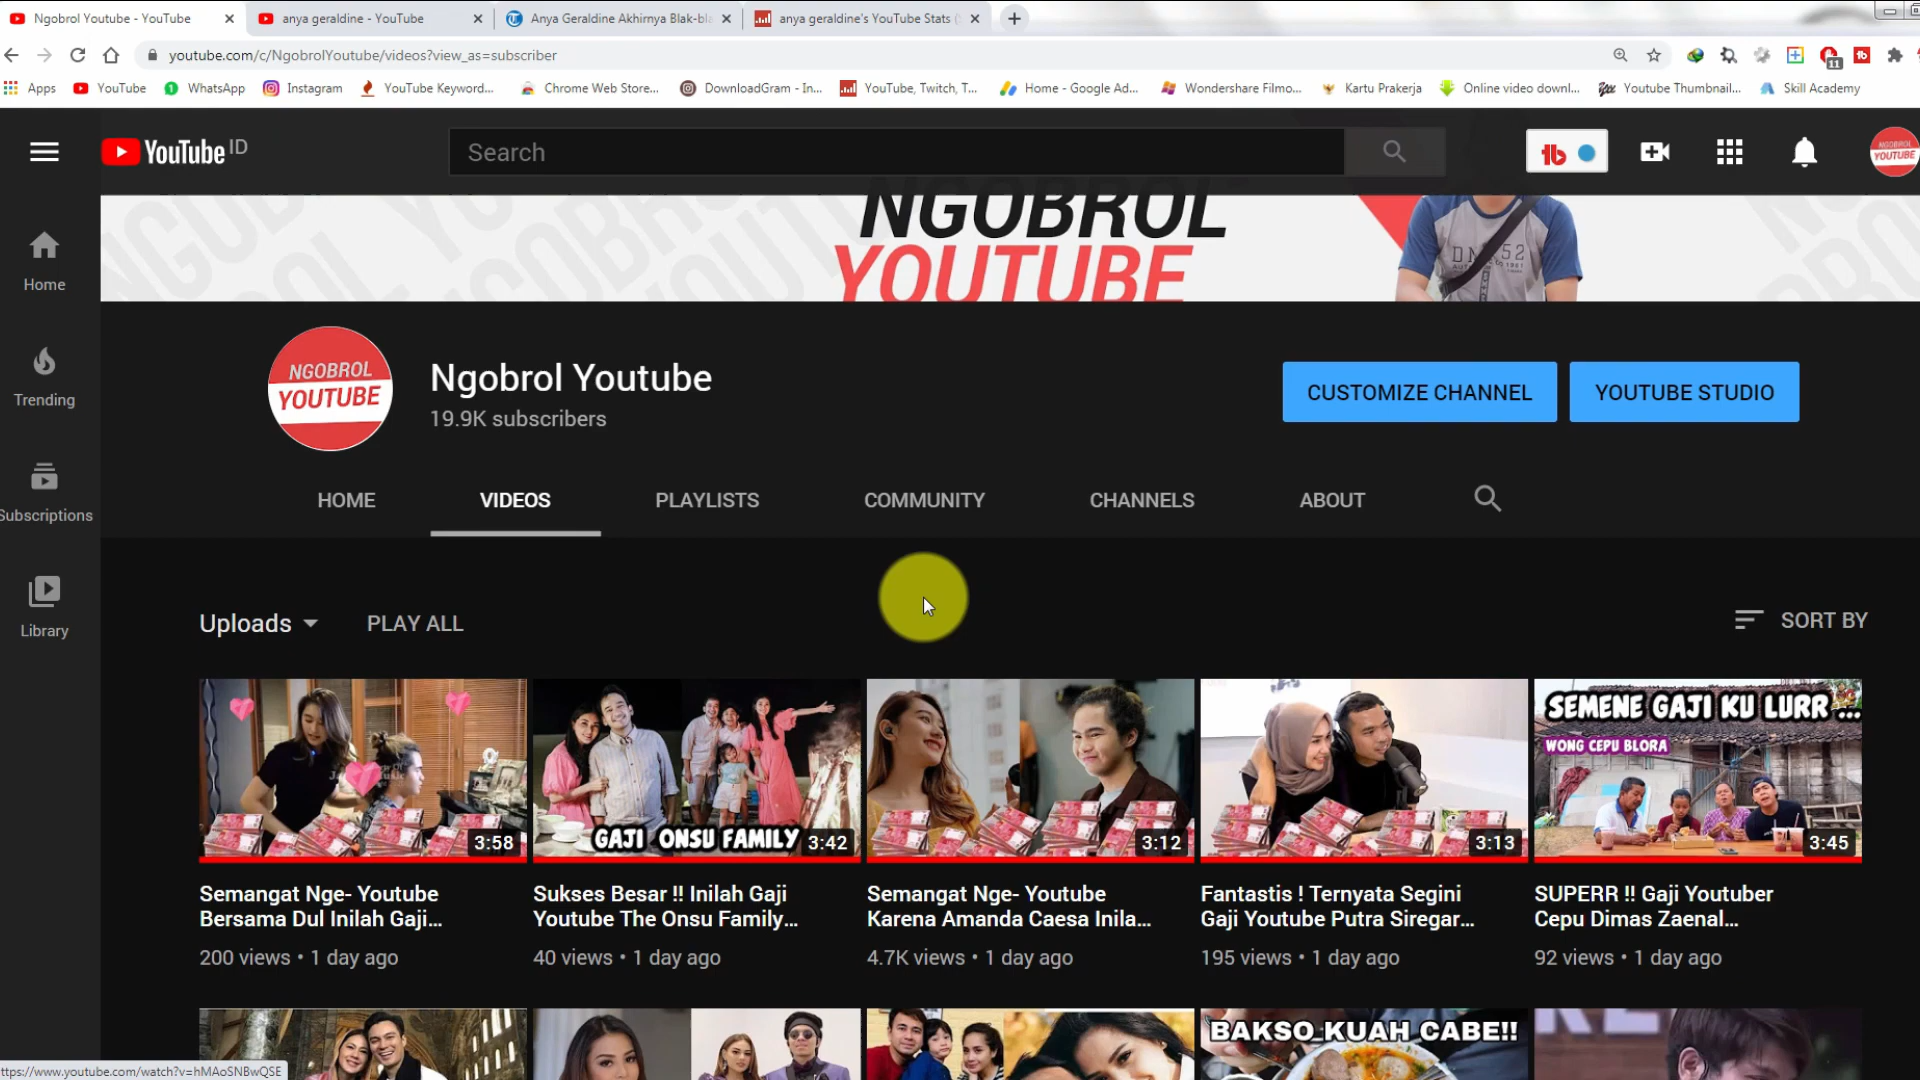 Ngobrol Youtube - YouTube
anya geraldine - YouTube
Anya Geraldine Akhirnya Blak-bla
anya geraldine's YouTube Stats (
youtube.com/c/NgobrolYoutube/videos?view_as=subscriber
11
Apps
YouTube
WhatsApp
Instagram
YouTube Keyword...
Chrome Web Store...
DownloadGram - In...
YouTube, Twitch, T...
Home - Google Ad...
Wondershare Filmo...
Kartu Prakerja
Online video downl...
Youtube Thumbnail...
Skill Academy
YouTube ID
Search
tb
NGOBROL
YOUTUBE
NGOBROL
YOUTUBE
Home
Trending
Subscriptions
Library
NGOBROL
YOUTUBE
Ngobrol Youtube
19.9K subscribers
CUSTOMIZE CHANNEL
YOUTUBE STUDIO
HOME
VIDEOS
PLAYLISTS
COMMUNITY
CHANNELS
ABOUT
Uploads
PLAY ALL
SORT BY
3:58
GAJI ONSU FAMILY
3:42
3:12
3:13
SEMENE GAJI KU LURR ...
WONG CEPU BLORA
3:45
Semangat Nge- Youtube
Bersama Dul Inilah Gaji...
200 views • 1 day ago
Sukses Besar !! Inilah Gaji
Youtube The Onsu Family...
40 views • 1 day ago
Semangat Nge- Youtube
Karena Amanda Caesa Inila...
4.7K views • 1 day ago
Fantastis ! Ternyata Segini
Gaji Youtube Putra Siregar...
195 views • 1 day ago
SUPERR !! Gaji Youtuber
Cepu Dimas Zaenal...
92 views • 1 day ago
BAKSO KUAH CABE!!
ttps://www.youtube.com/watch?v=hMAoSNBwQSE